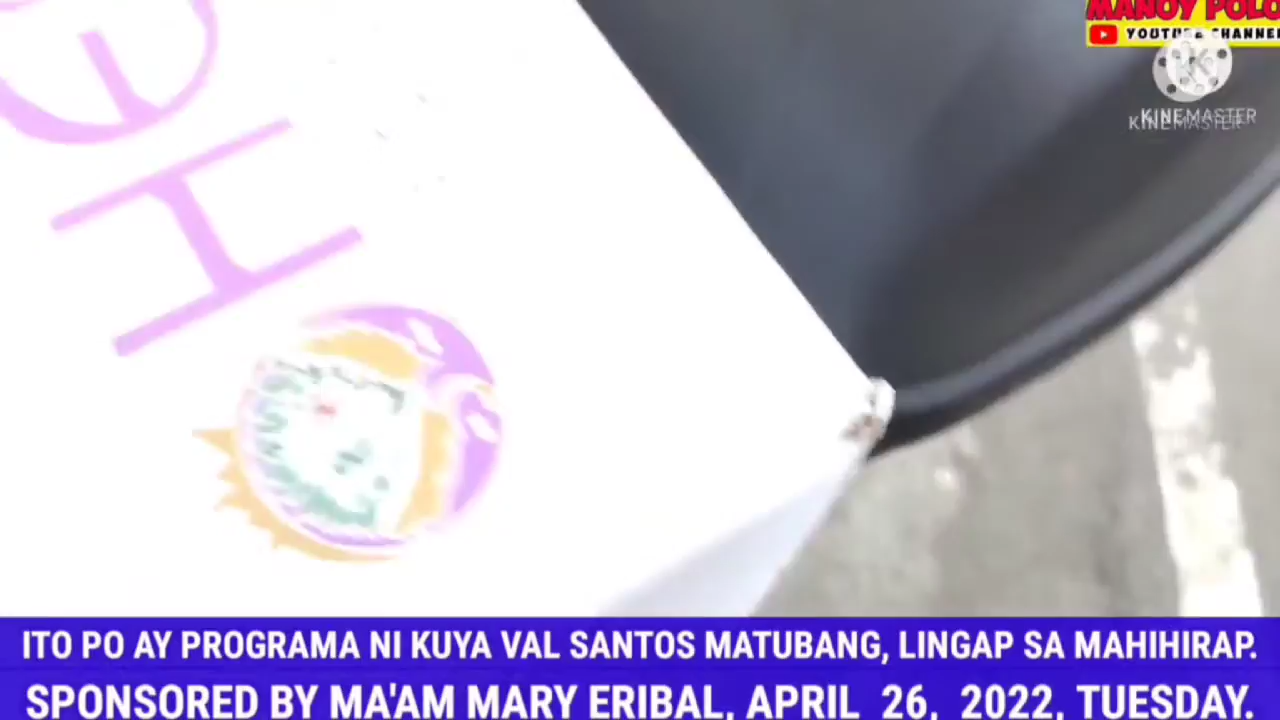 MANOY POLO
YOUTUBE CHANNEL
KINEMASTER
KINEMASTER
ITO PO AY PROGRAMA NI KUYA VAL SANTOS MATUBANG, LINGAP SA MAHIHIRAP.
SPONSORED BY MA'AM MARY ERIBAL, APRIL 26, 2022, TUESDAY.